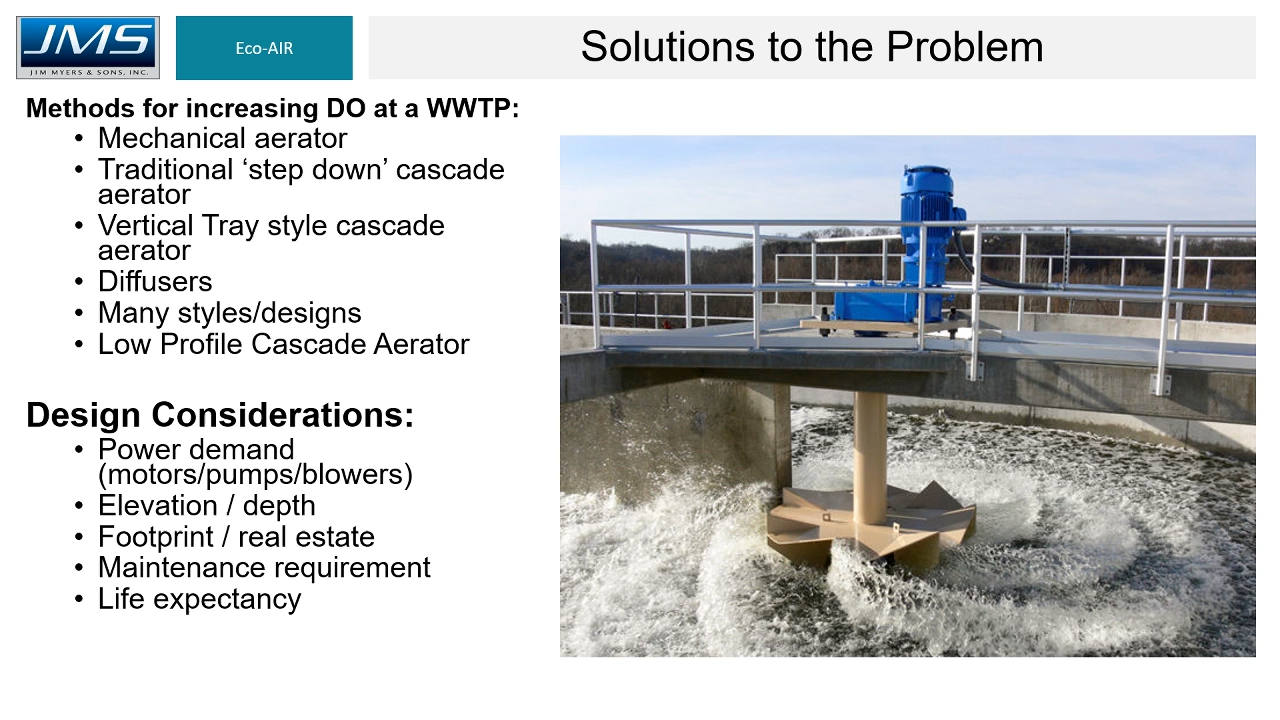 JMS
JIM MYERS & SONS, INC.
Eco-AIR
Solutions to the Problem
Methods for increasing DO at a WWTP:
• Mechanical aerator
• Traditional ‘step down’ cascade
aerator
• Vertical Tray style cascade
aerator
• Diffusers
• Many styles/designs
• Low Profile Cascade Aerator
Design Considerations:
• Power demand
(motors/pumps/blowers)
• Elevation / depth
• Footprint / real estate
• Maintenance requirement
• Life expectancy